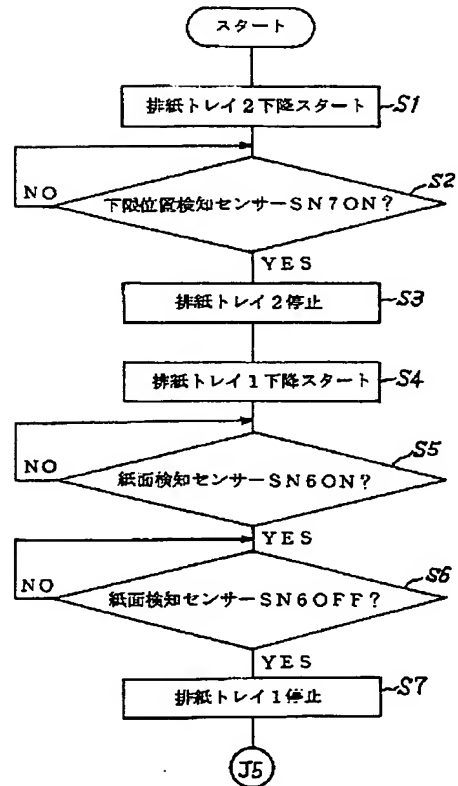 スタート
排紙トレイ2下降スタート
S1
下限位置検知センサーSN7ON?
S2
NO
YES
排紙トレイ2停止
S3
排紙トレイ1下降スタート
S4
紙面検知センサーSN6ON?
S5
NO
YES
紙面検知センサーSN6OFF?
S6
NO
YES
排紙トレイ1停止
S7
J5